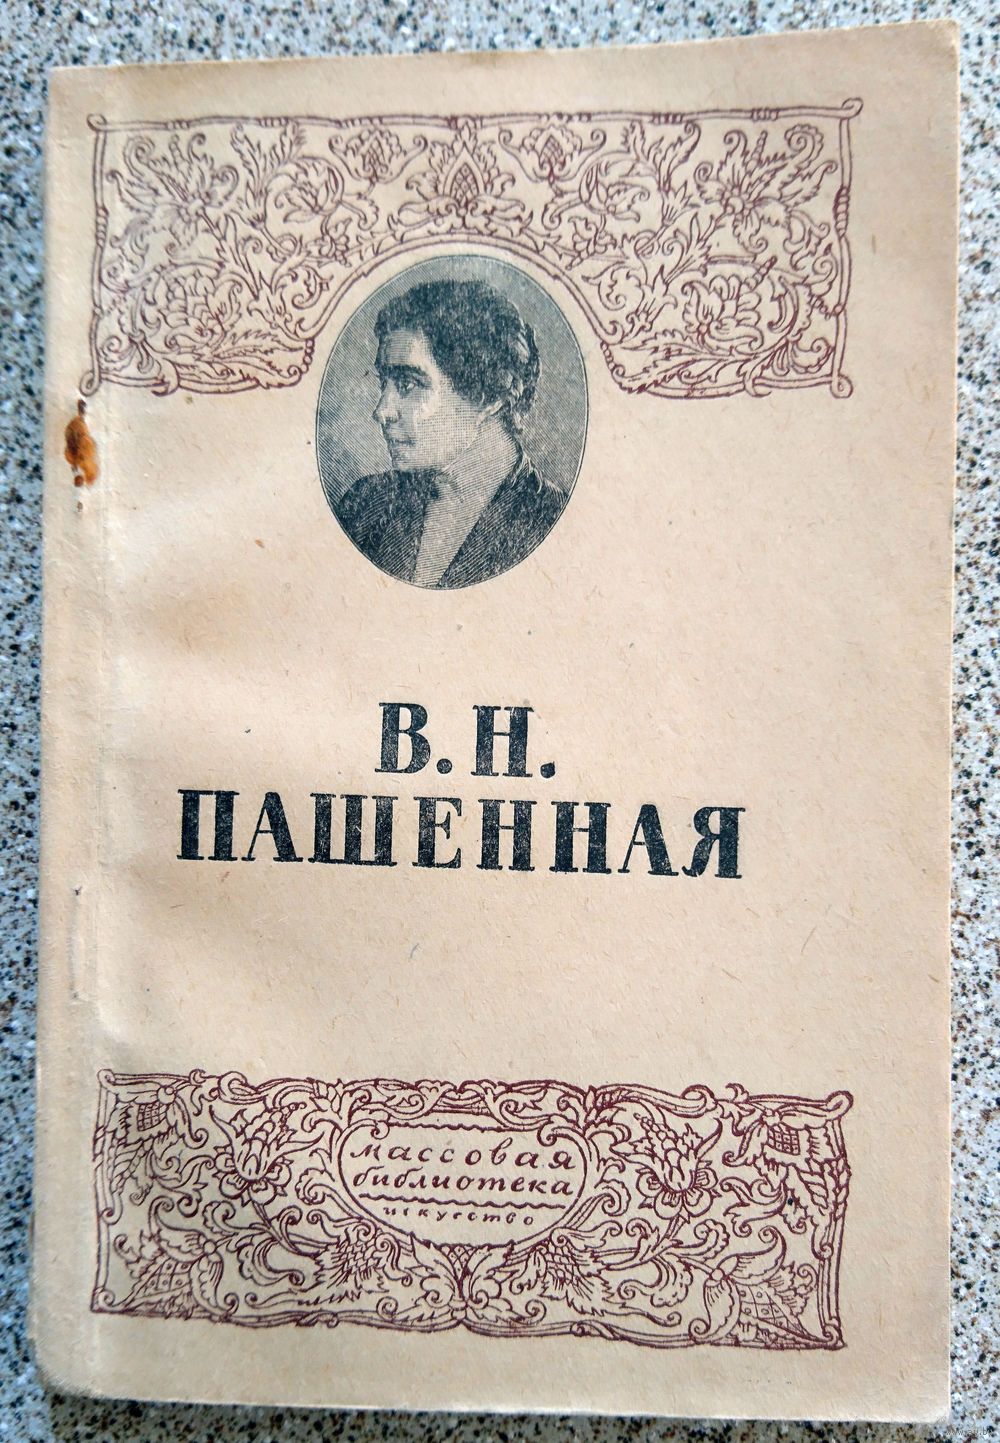 В. Н.
ПАШЕННАЯ
массовая
библиотека
искусство